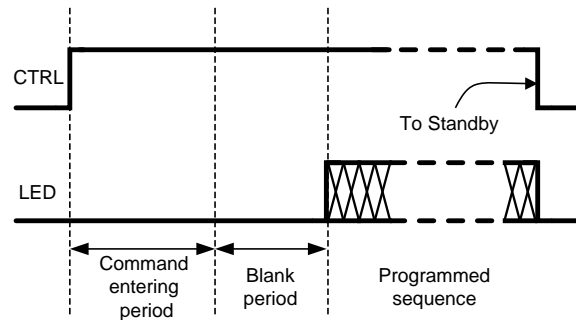 CTRL
To Standby
LED
Command
entering
period
Blank
period
Programmed
sequence